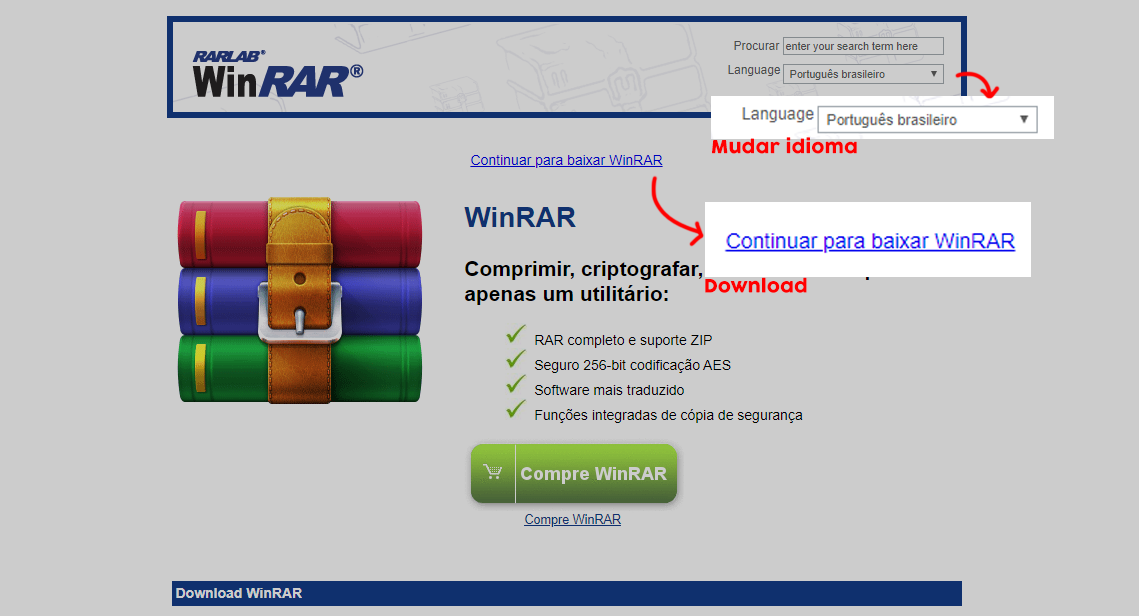 Procurar enter your search term here
RARLAB®
WinRAR®
Language Português brasileiro
Language Português brasileiro
Mudar idioma
Continuar para baixar WinRAR
WinRAR
Continuar para baixar WinRAR
Comprimir, criptografar,
Download
apenas um utilitário:
RAR completo e suporte ZIP
Seguro 256-bit codificação AES
Software mais traduzido
Funções integradas de cópia de segurança
Compre WinRAR
Compre WinRAR
Download WinRAR